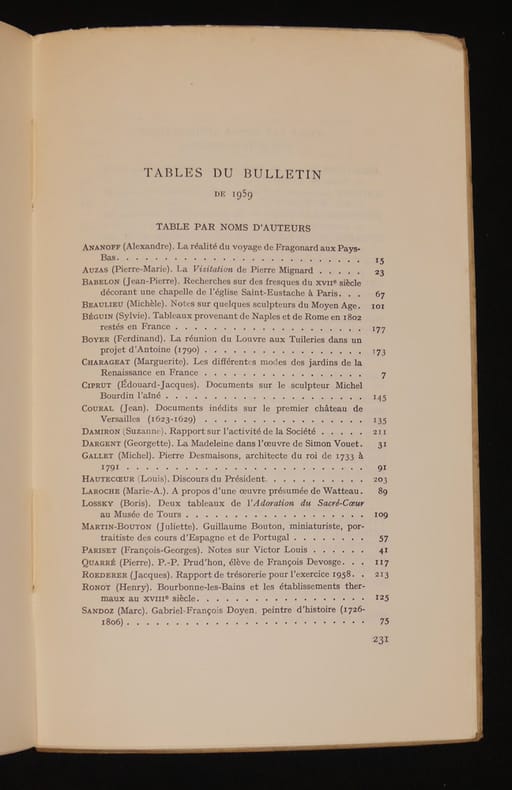 TABLES DU BULLETIN
DE 1959
TABLE PAR NOMS D'AUTEURS
ANANOFF (Alexandre). La réalité du voyage de Fragonard aux Pays-
Bas. . . . . . . . . . . . . . . . . . . . . . . . 15
AUZAS (Pierre-Marie). La Visitation de Pierre Mignard . . . . . 23
BABELON (Jean-Pierre). Recherches sur des fresques du XVIIe siècle
décorant une chapelle de l'église Saint-Eustache à Paris. . . 67
BEAULIEU (Michèle). Notes sur quelques sculpteurs du Moyen Age. 101
BÉGUIN (Sylvie). Tableaux provenant de Naples et de Rome en 1802
restés en France . . . . . . . . . . . . . . . . . . . 177
BOYER (Ferdinand). La réunion du Louvre aux Tuileries dans un
projet d'Antoine (1790) . . . . . . . . . . . . . . . . 173
CHARAGEAT (Marguerite). Les différentes modes des jardins de la
Renaissance en France . . . . . . . . . . . . . . . . 7
CIPRUT (Édouard-Jacques). Documents sur le sculpteur Michel
Bourdin l'aîné . . . . . . . . . . . . . . . . . . . . 145
COURAL (Jean). Documents inédits sur le premier château de
Versailles (1623-1629) . . . . . . . . . . . . . . . . 135
DAMIRON (Suzanne). Rapport sur l'activité de la Société . . . . . 211
DARGENT (Georgette). La Madeleine dans l'œuvre de Simon Vouet. 31
GALLET (Michel). Pierre Desmaisons, architecte du roi de 1733 à
1791 . . . . . . . . . . . . . . . . . . . . . . . . 91
HAUTECŒUR (Louis). Discours du Président. . . . . . . . . . 203
LAROCHE (Marie-A.). A propos d'une œuvre présumée de Watteau. 89
LOSSKY (Boris). Deux tableaux de l'Adoration du Sacré-Cœur
au Musée de Tours . . . . . . . . . . . . . . . . . . 109
MARTIN-BOUTON (Juliette). Guillaume Bouton, miniaturiste, por-
traitiste des cours d'Espagne et de Portugal . . . . . . . . 57
PARISET (François-Georges). Notes sur Victor Louis . . . . . . 41
QUARRÉ (Pierre). P.-P. Prud'hon, élève de François Devosge. . . 117
ROEDERER (Jacques). Rapport de trésorerie pour l'exercice 1958. . 213
RONOT (Henry). Bourbonne-les-Bains et les établissements ther-
maux au XVIIIe siècle. . . . . . . . . . . . . . . . . 125
SANDOZ (Marc). Gabriel-François Doyen, peintre d'histoire (1726-
1806) . . . . . . . . . . . . . . . . . . . . . . . . 75
231